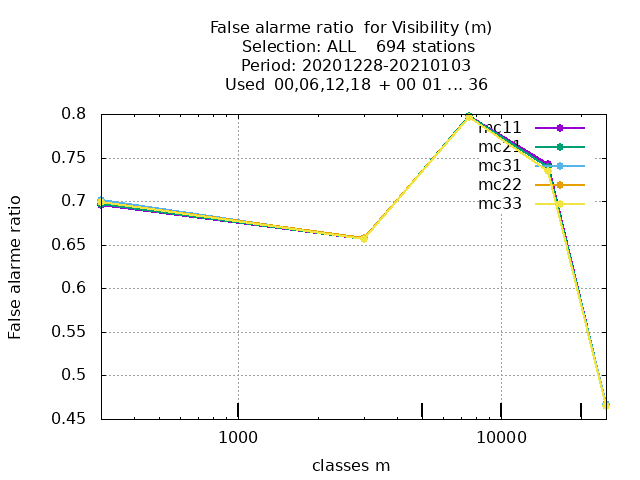 False alarme ratio  for Visibility (m)
Selection: ALL    694 stations
Period: 20201228-20210103
Used  00,06,12,18  + 00 01 ... 36
0.8
0.75
0.7
0.65
0.6
0.55
0.5
0.45
False alarme ratio
mc11
mc21
mc31
mc22
mc33
1000
10000
classes m